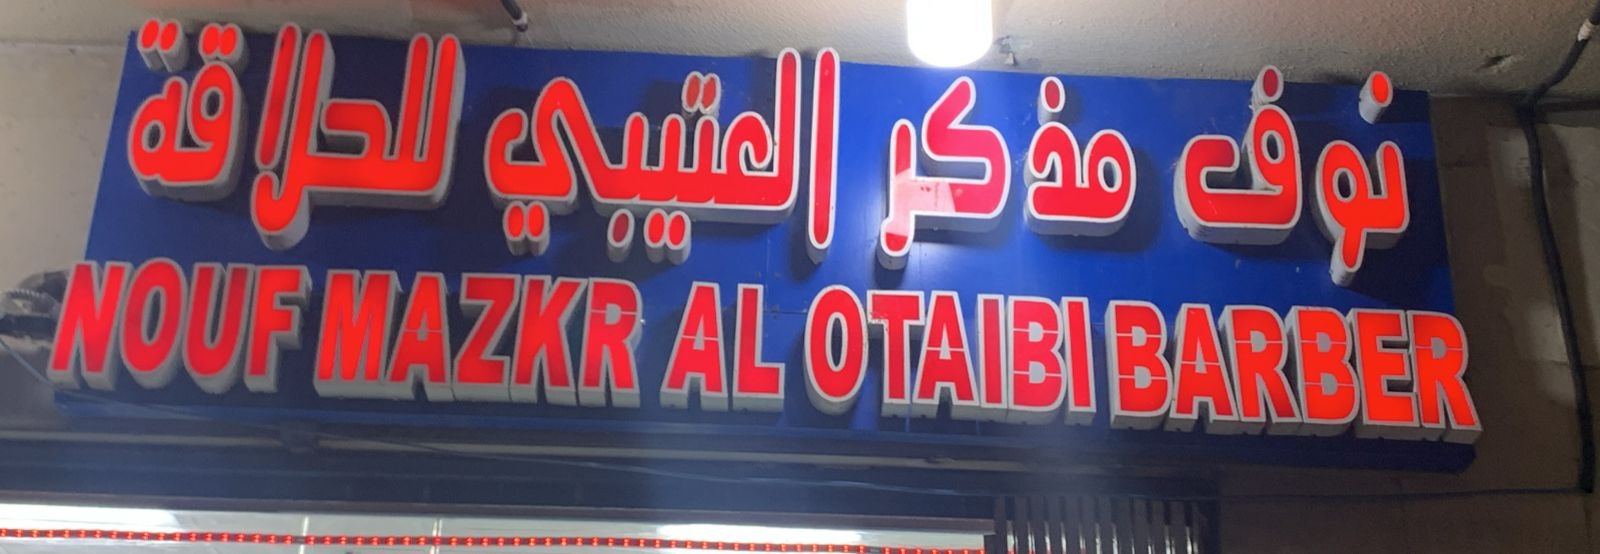 نوف مذكر العتيبي للحلاقة
NOUF MAZKR AL OTAIBI BARBER